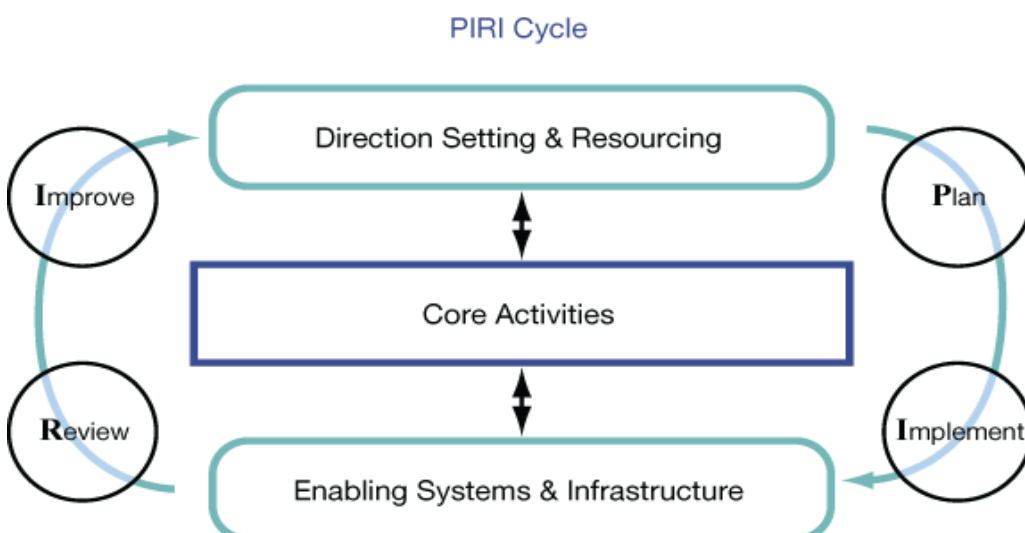 PIRI Cycle
Direction Setting & Resourcing
Improve
Plan
Core Activities
Review
Implement
Enabling Systems & Infrastructure